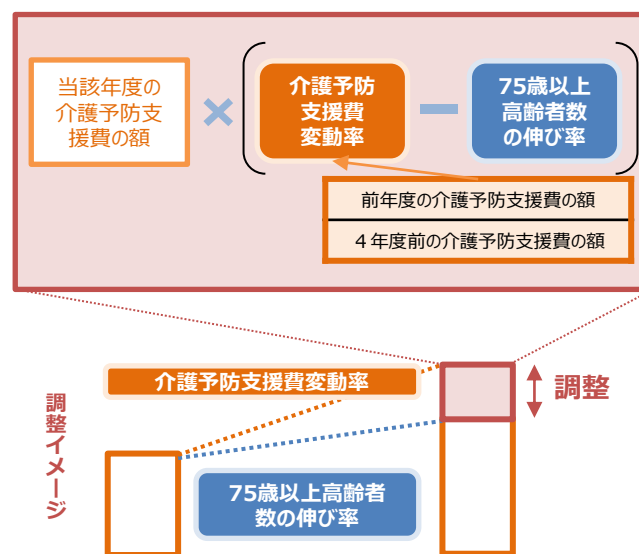 当該年度の
介護予防支
援費の額
×
介護予防
支援費
変動率
ー
75歳以上
高齢者数
の伸び率
前年度の介護予防支援費の額
４年度前の介護予防支援費の額
介護予防支援費変動率
調整
調整イメージ
75歳以上高齢者
数の伸び率